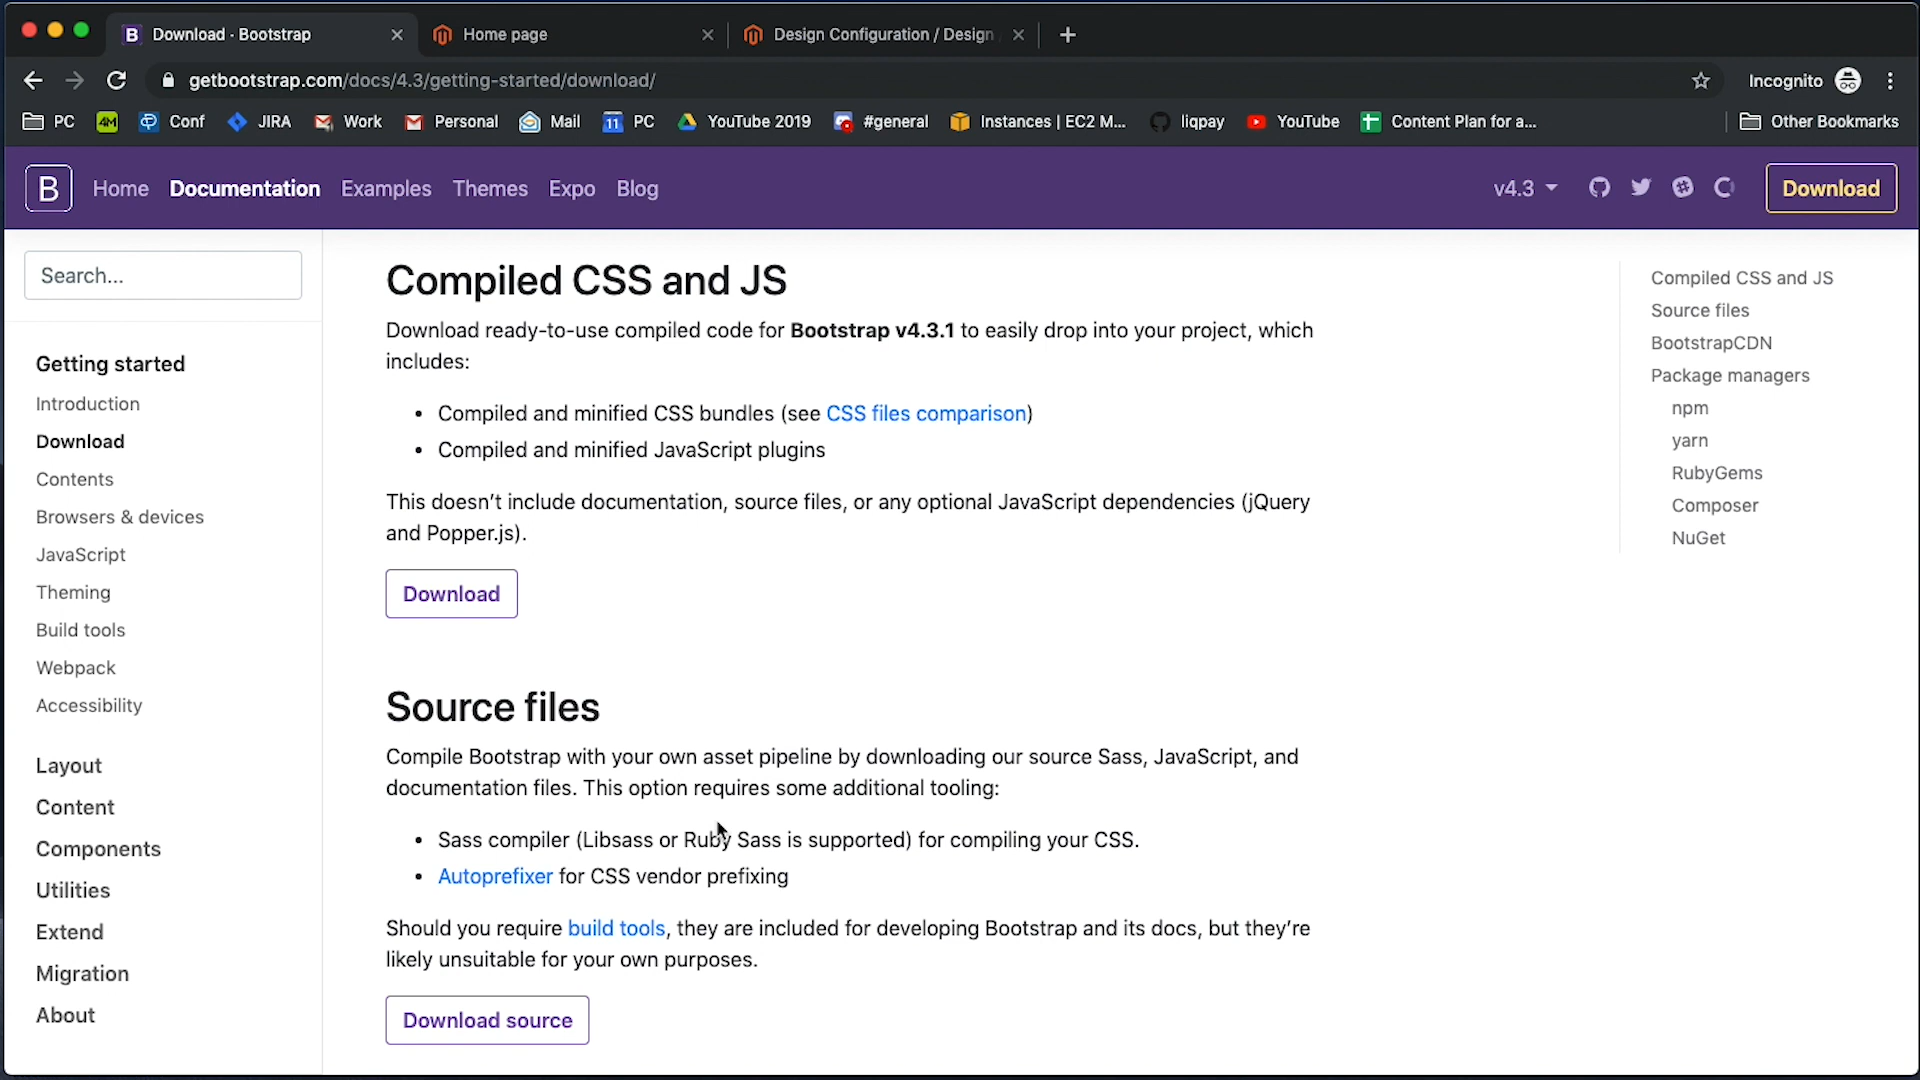 Download · Bootstrap
Home page
Design Configuration / Design
getbootstrap.com/docs/4.3/getting-started/download/
Incognito
PC
4M
Conf
JIRA
Work
Personal
Mail
11 PC
YouTube 2019
#general
Instances | EC2 M...
liqpay
YouTube
Content Plan for a...
Other Bookmarks
B
Home
Documentation
Examples
Themes
Expo
Blog
v4.3
Download
Search...
Getting started
Introduction
Download
Contents
Browsers & devices
JavaScript
Theming
Build tools
Webpack
Accessibility
Layout
Content
Components
Utilities
Extend
Migration
About
Compiled CSS and JS
Download ready-to-use compiled code for Bootstrap v4.3.1 to easily drop into your project, which
includes:
• Compiled and minified CSS bundles (see CSS files comparison)
• Compiled and minified JavaScript plugins
This doesn’t include documentation, source files, or any optional JavaScript dependencies (jQuery
and Popper.js).
Download
Source files
Compile Bootstrap with your own asset pipeline by downloading our source Sass, JavaScript, and
documentation files. This option requires some additional tooling:
• Sass compiler (Libsass or Ruby Sass is supported) for compiling your CSS.
• Autoprefixer for CSS vendor prefixing
Should you require build tools, they are included for developing Bootstrap and its docs, but they’re
likely unsuitable for your own purposes.
Download source
Compiled CSS and JS
Source files
BootstrapCDN
Package managers
npm
yarn
RubyGems
Composer
NuGet